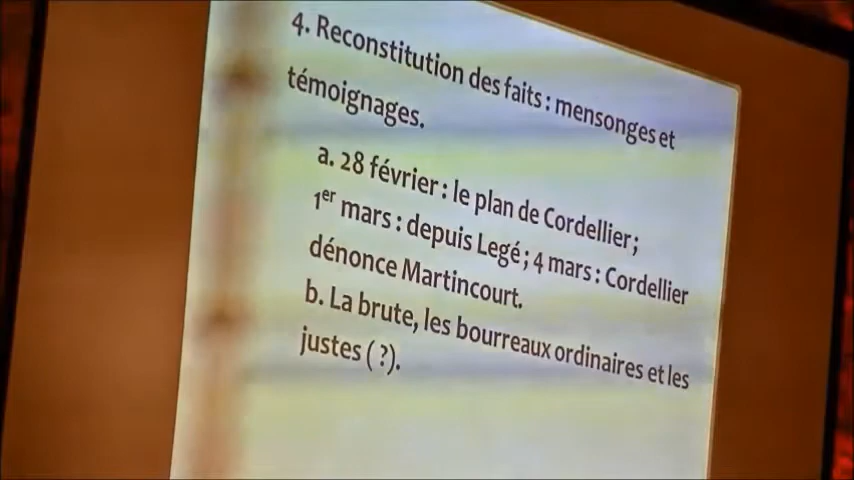 4. Reconstitution des faits : mensonges et
témoignages.
a. 28 février : le plan de Cordellier ;
1er mars : depuis Legé ; 4 mars : Cordellier
dénonce Martincourt.
b. La brute, les bourreaux ordinaires et les
justes ( ?).